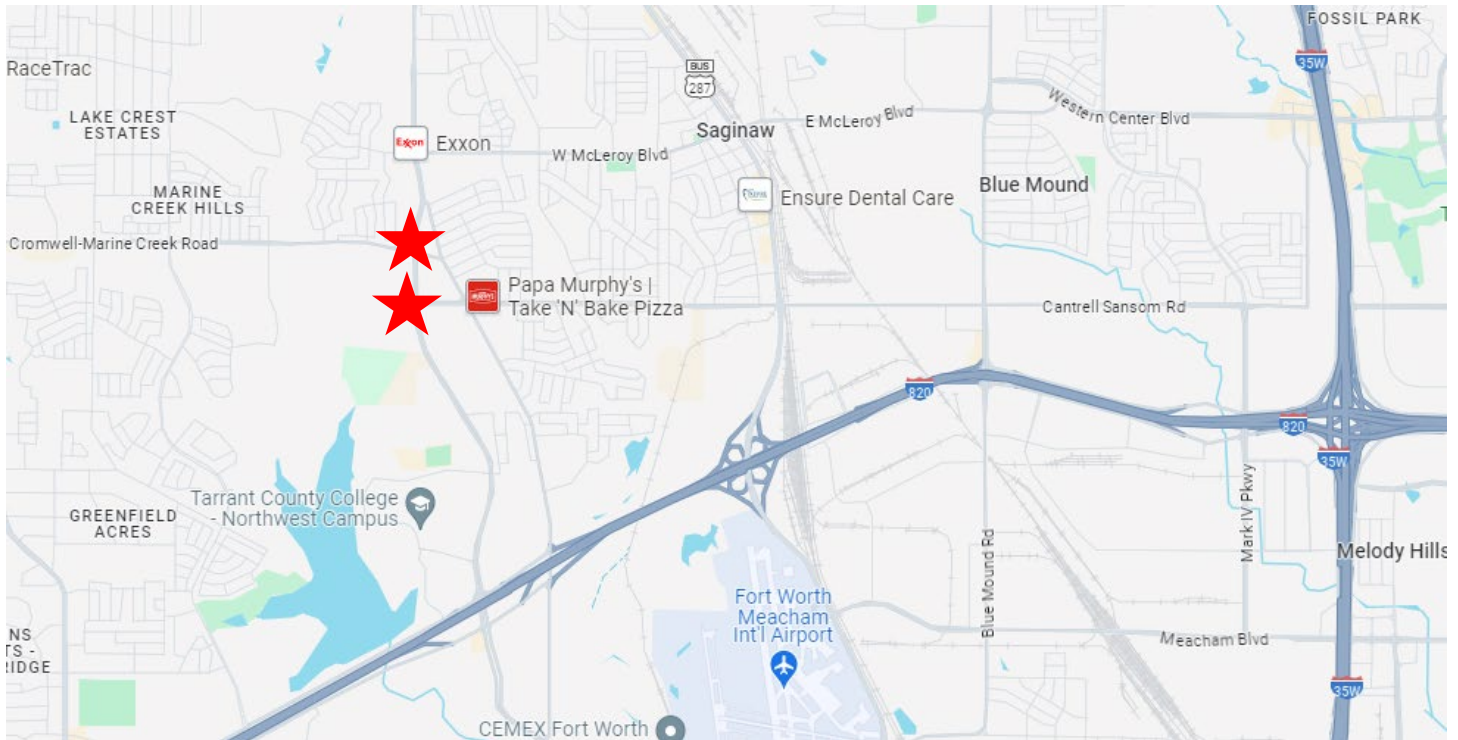 FOSSIL PARK
35W
RaceTrac
BUS
287
LAKE CREST
ESTATES
E McLeroy Blvd
Western Center Blvd
Saginaw
Exxon
Exxon
W McLeroy Blvd
MARINE
CREEK HILLS
Blue Mound
Ensure Dental Care
T
Cromwell-Marine Creek Road
Papa Murphy's |
Take 'N' Bake Pizza
Cantrell Sansom Rd
820
820
35W
Tarrant County College
- Northwest Campus
GREENFIELD
ACRES
Mark IV Pkwy
Blue Mound Rd
Melody Hills
Fort Worth
Meacham
Int'l Airport
NS
TS -
RIDGE
Meacham Blvd
35W
CEMEX Fort Worth